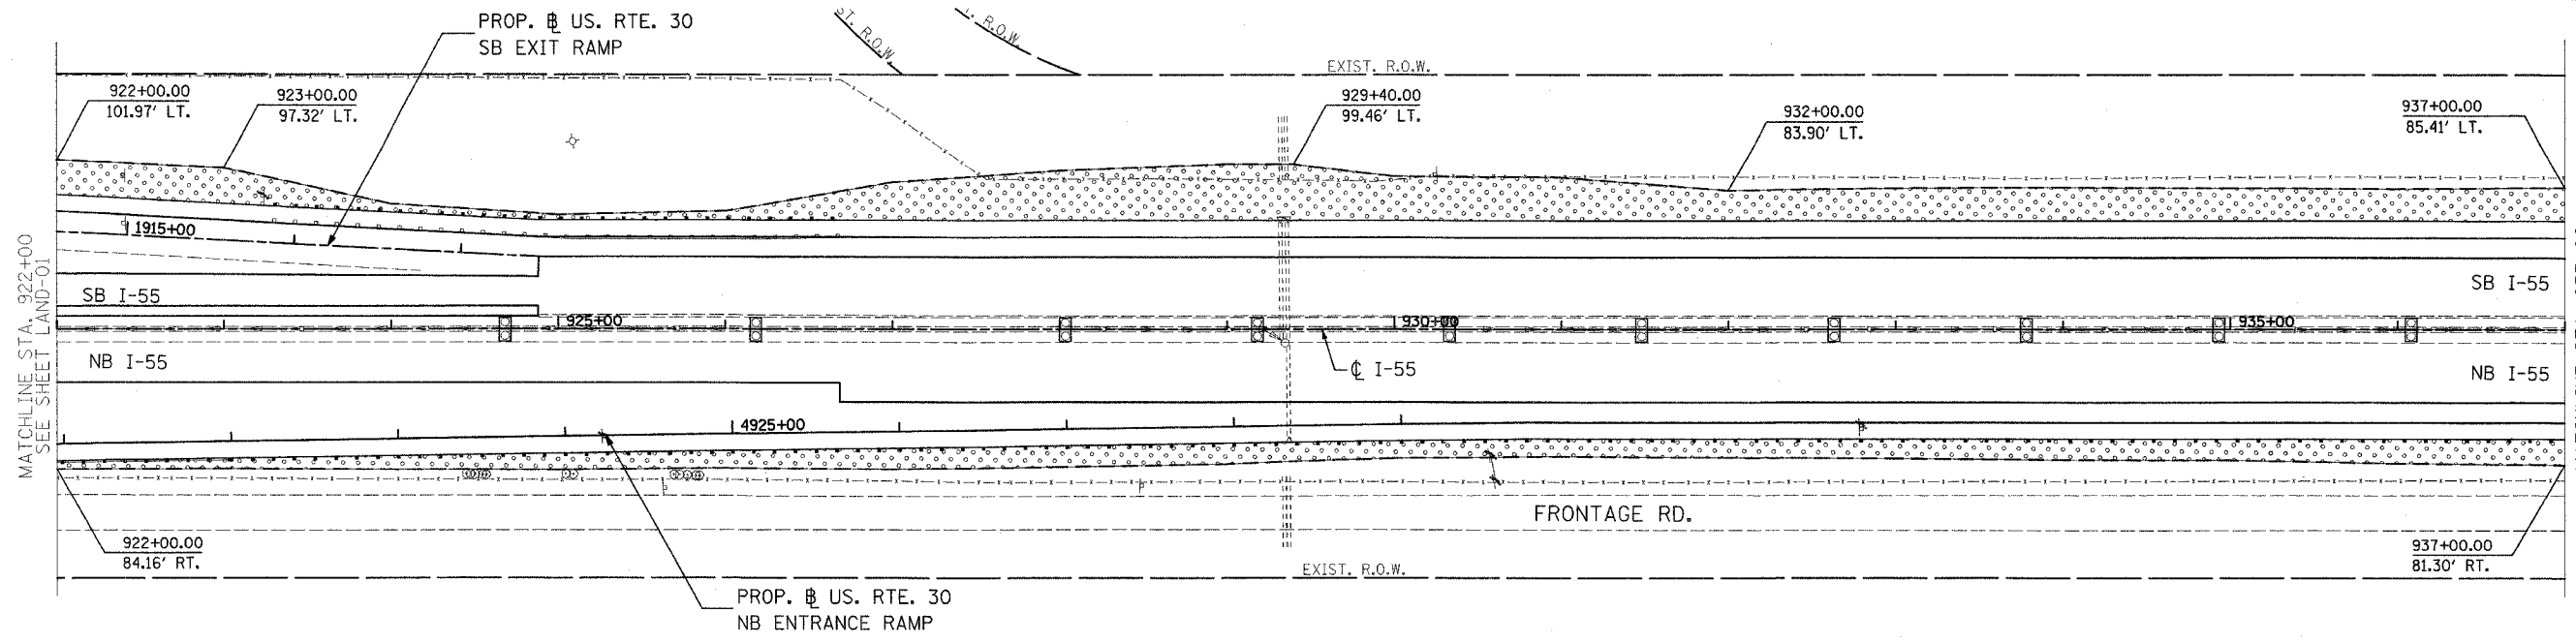 PROP. ⅊ US. RTE. 30
SB EXIT RAMP
ST. R.O.W.
ST. R.O.W.
EXIST. R.O.W.
922+00.00
101.97' LT.
923+00.00
97.32' LT.
929+40.00
99.46' LT.
932+00.00
83.90' LT.
937+00.00
85.41' LT.
1915+00
MATCHLINE STA. 922+00
SEE SHEET LAND-01
SB I-55
SB I-55
925+00
930+00
935+00
NB I-55
℄ I-55
NB I-55
4925+00
FRONTAGE RD.
922+00.00
84.16' RT.
937+00.00
81.30' RT.
EXIST. R.O.W.
PROP. ⅊ US. RTE. 30
NB ENTRANCE RAMP